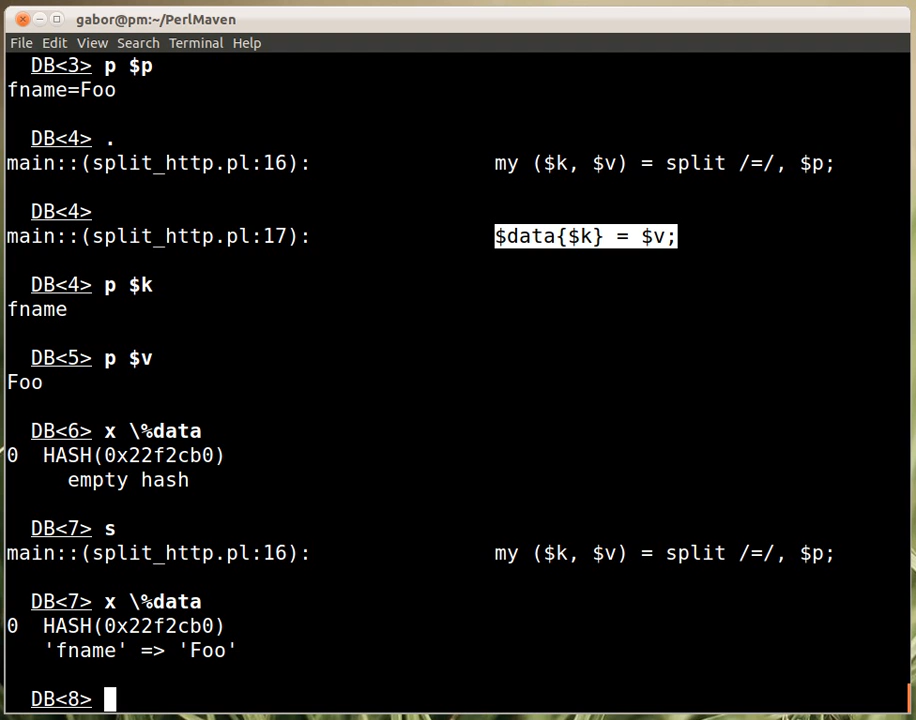 gabor@pm:~/PerlMaven
File Edit View Search Terminal Help
DB<3> p $p
fname=Foo
DB<4> .
main::(split_http.pl:16): my ($k, $v) = split /=/, $p;
DB<4>
main::(split_http.pl:17): $data{$k} = $v;
DB<4> p $k
fname
DB<5> p $v
Foo
DB<6> x \%data
0 HASH(0x22f2cb0)
empty hash
DB<7> s
main::(split_http.pl:16): my ($k, $v) = split /=/, $p;
DB<7> x \%data
0 HASH(0x22f2cb0)
'fname' => 'Foo'
DB<8>